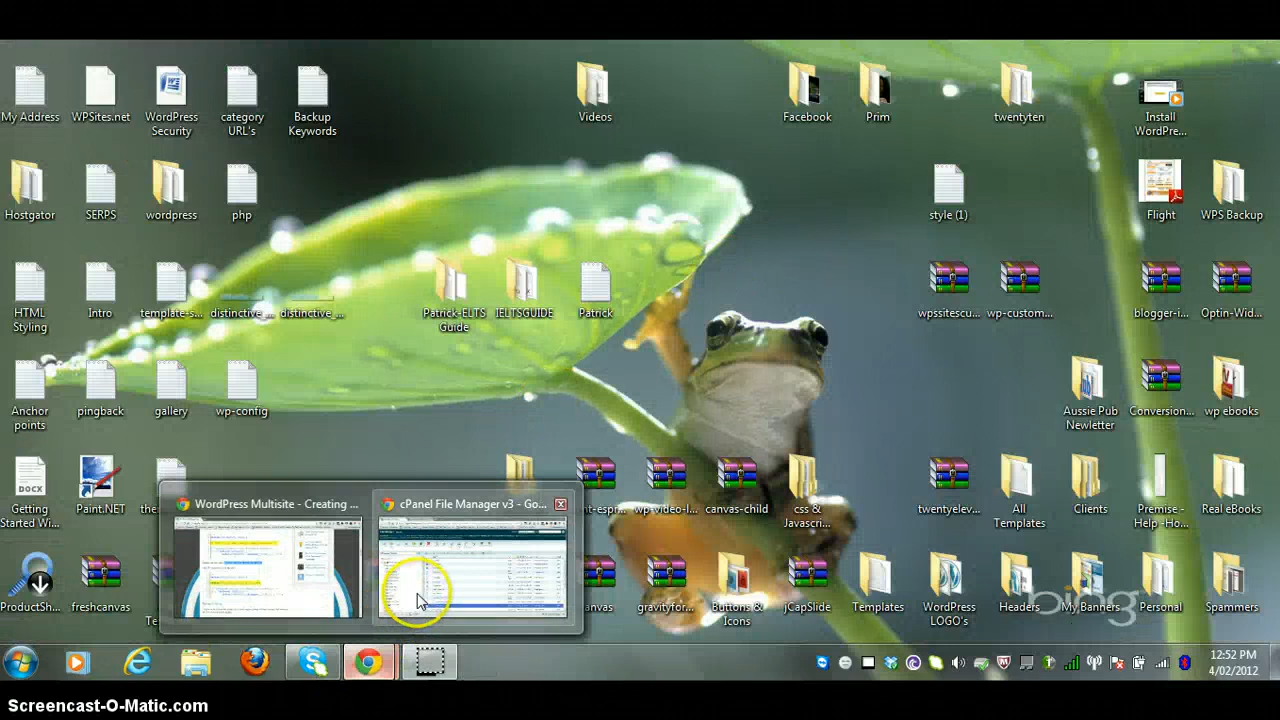 My Address
WPSites.net
WordPress
Security
category
URL's
Backup
Keywords
Videos
Facebook
Prim
twentyten
Install
WordPre...
Hostgator
SERPS
wordpress
php
style (1)
Flight
WPS Backup
HTML
Styling
Intro
template-s...
distinctive_...
distinctive_...
Patrick-ELTS
Guide
IELTSGUIDE
Patrick
wpssitescu...
wp-custom...
blogger-i...
Optin-Wid...
Anchor
points
pingback
gallery
wp-config
Aussie Pub
Newletter
Conversion...
wp ebooks
Getting
Started Wi...
Paint.NET
WordPress Multisite - Creating ...
cPanel File Manager v3 - Go...
wp-video-l...
canvas-child
css &
Javascri...
twentyelev...
All
Templates
Clients
Premise -
Help -Ho...
Real eBooks
ProductSh...
freshcanvas
gravityfor...
Buttons &
Icons
Templates
WordPress
LOGO's
Headers
My Banners
Personal
bing
12:52 PM
4/02/2012
Screencast-O-Matic.com